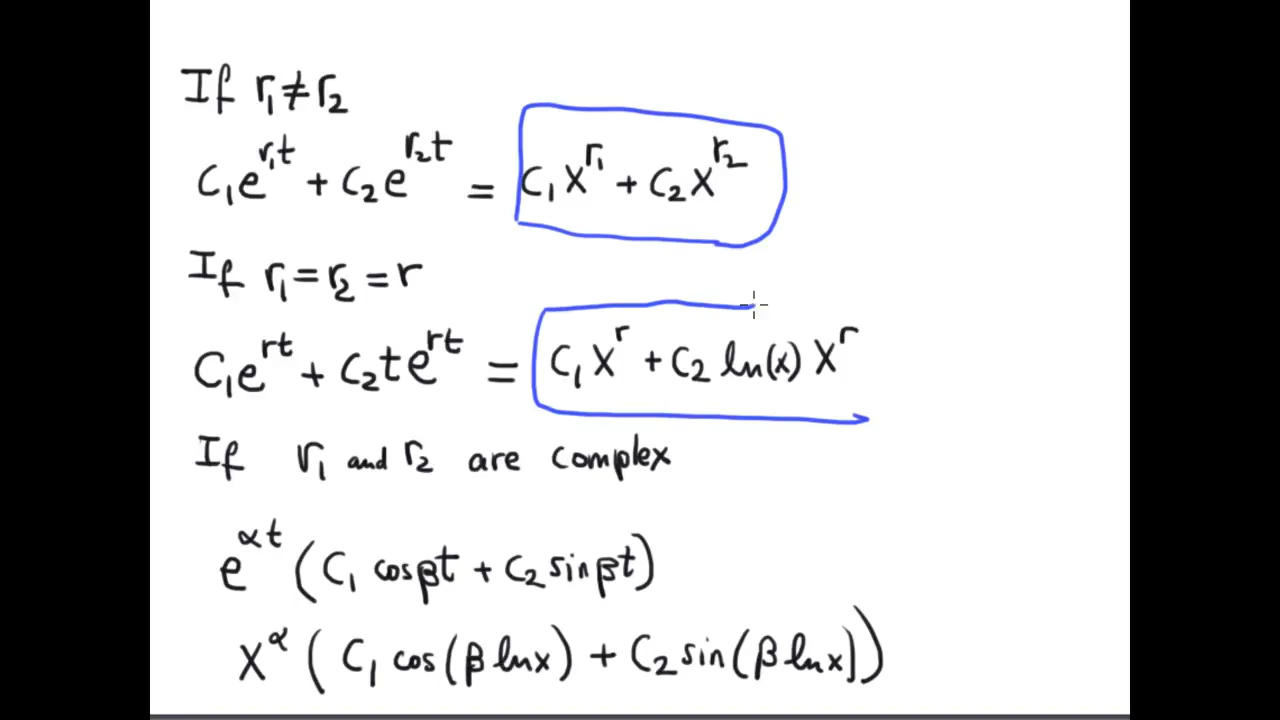 If r₁ ≠ r₂
C₁e^{r₁t} + C₂e^{r₂t} = C₁X^{r₁} + C₂X^{r₂}
If r₁ = r₂ = r
C₁e^{rt} + C₂te^{rt} = C₁X^{r} + C₂ ln(x) X^{r}
If r₁ and r₂ are complex
e^{αt} (C₁ cosβt + C₂ sinβt)
X^{α} (C₁ cos(β lnx) + C₂ sin(β lnx))